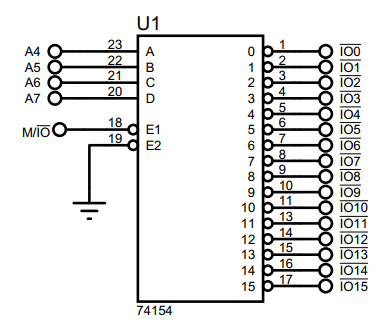 U1
A4 23 A 0 1 IO0
A5 22 B 1 2 IO1
A6 21 C 2 3 IO2
A7 20 D 3 4 IO3
4 5 IO4
M/IO 18 E1 5 6 IO5
19 E2 6 7 IO6
7 8 IO7
8 9 IO8
9 10 IO9
10 11 IO10
11 13 IO11
12 14 IO12
13 15 IO13
14 16 IO14
15 17 IO15
74154